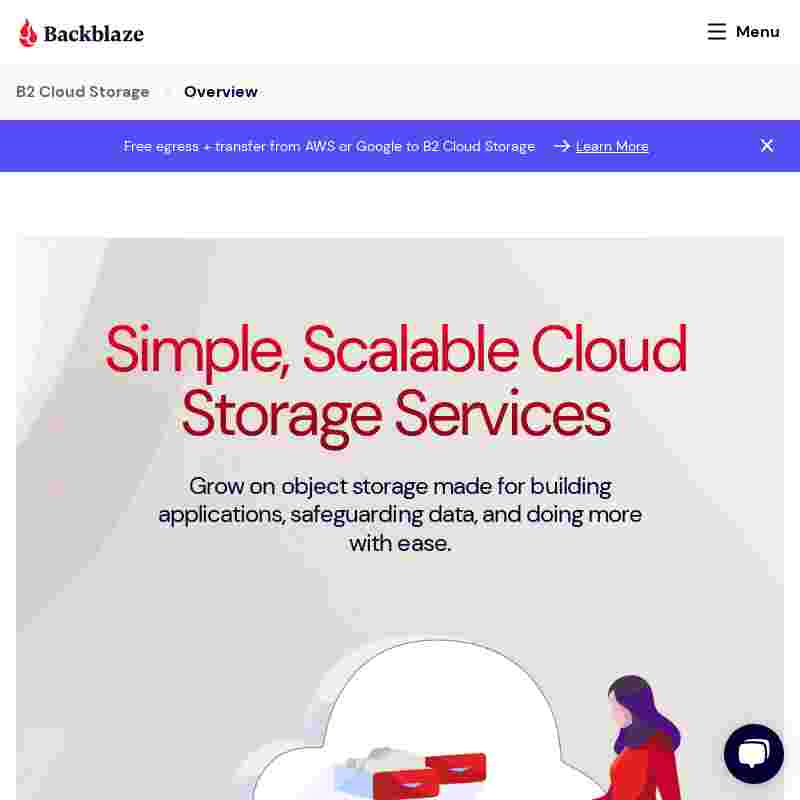 Backblaze
Menu
B2 Cloud Storage
Overview
Free egress + transfer from AWS or Google to B2 Cloud Storage
Learn More
Simple, Scalable Cloud
Storage Services
Grow on object storage made for building
applications, safeguarding data, and doing more
with ease.